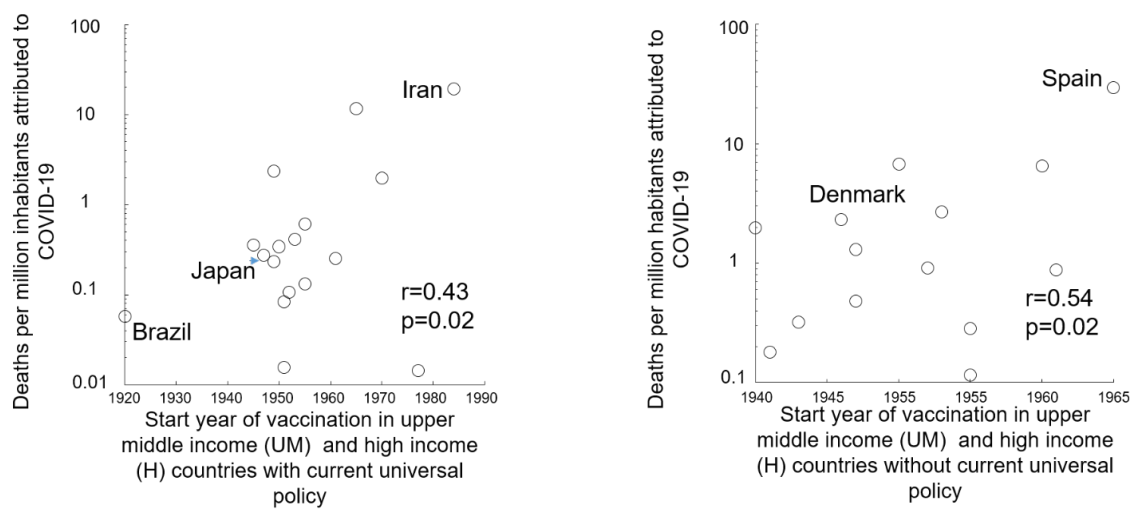 Deaths per million inhabitants attributed to
COVID-19
100
10
1
0.1
0.01
Iran
Japan
Brazil
r=0.43
p=0.02
1920 1930 1940 1950 1960 1970 1980 1990
Start year of vaccination in upper
middle income (UM) and high income
(H) countries with current universal
policy
Deaths per million habitants attributed to
COVID-19
100
10
1
0.1
Spain
Denmark
r=0.54
p=0.02
1940 1945 1955 1955 1960 1965
Start year of vaccination in upper
middle income (UM) and high income
(H) countries without current universal
policy